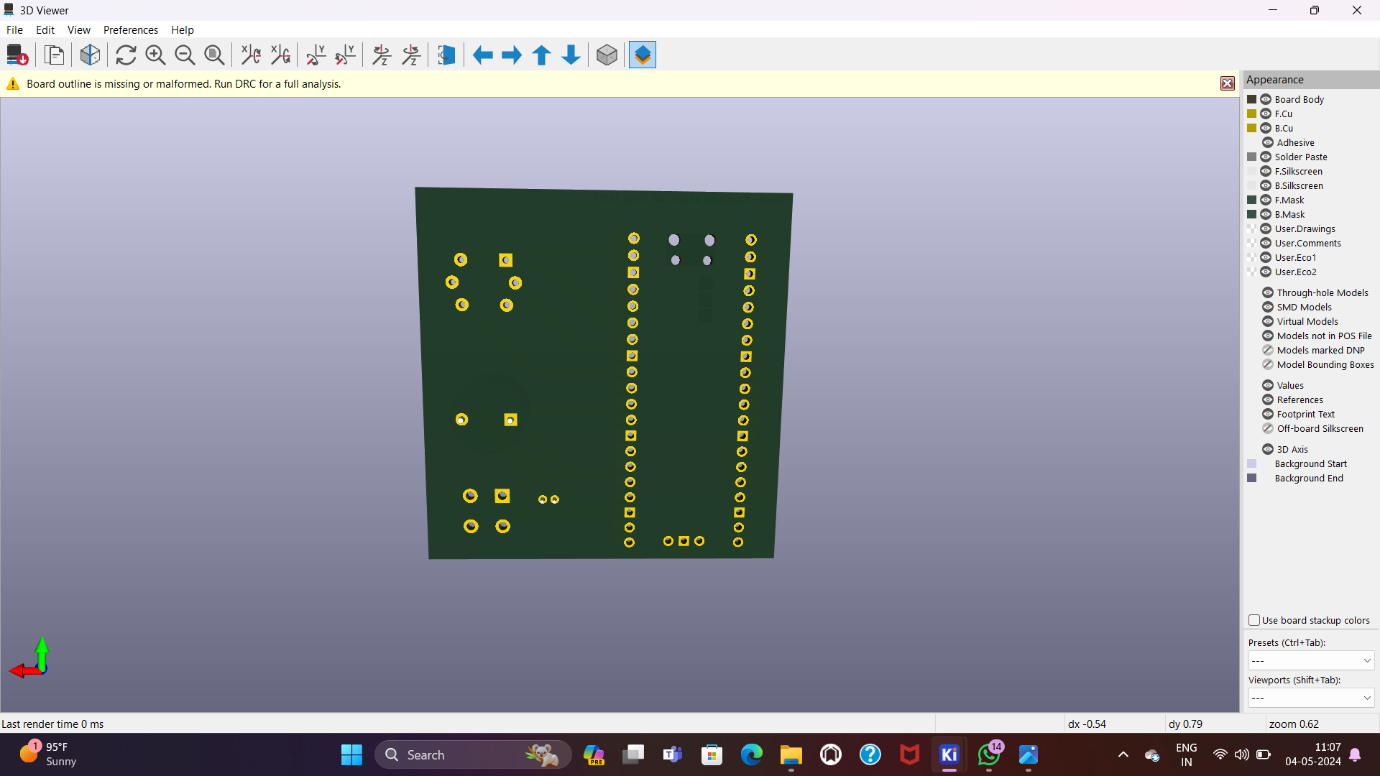 3D Viewer
File Edit View Preferences Help
Board outline is missing or malformed. Run DRC for a full analysis.
Appearance
Board Body
F.Cu
B.Cu
Adhesive
Solder Paste
F.Silkscreen
B.Silkscreen
F.Mask
B.Mask
User.Drawings
User.Comments
User.Eco1
User.Eco2
Through-hole Models
SMD Models
Virtual Models
Models not in POS File
Models marked DNP
Model Bounding Boxes
Values
References
Footprint Text
Off-board Silkscreen
3D Axis
Background Start
Background End
Use board stackup colors
Presets (Ctrl+Tab):
---
Viewports (Shift+Tab):
---
Last render time 0 ms
dx -0.54
dy 0.79
zoom 0.62
1
95°F
Sunny
Search
PRE
Ki
14
ENG
IN
11:07
04-05-2024